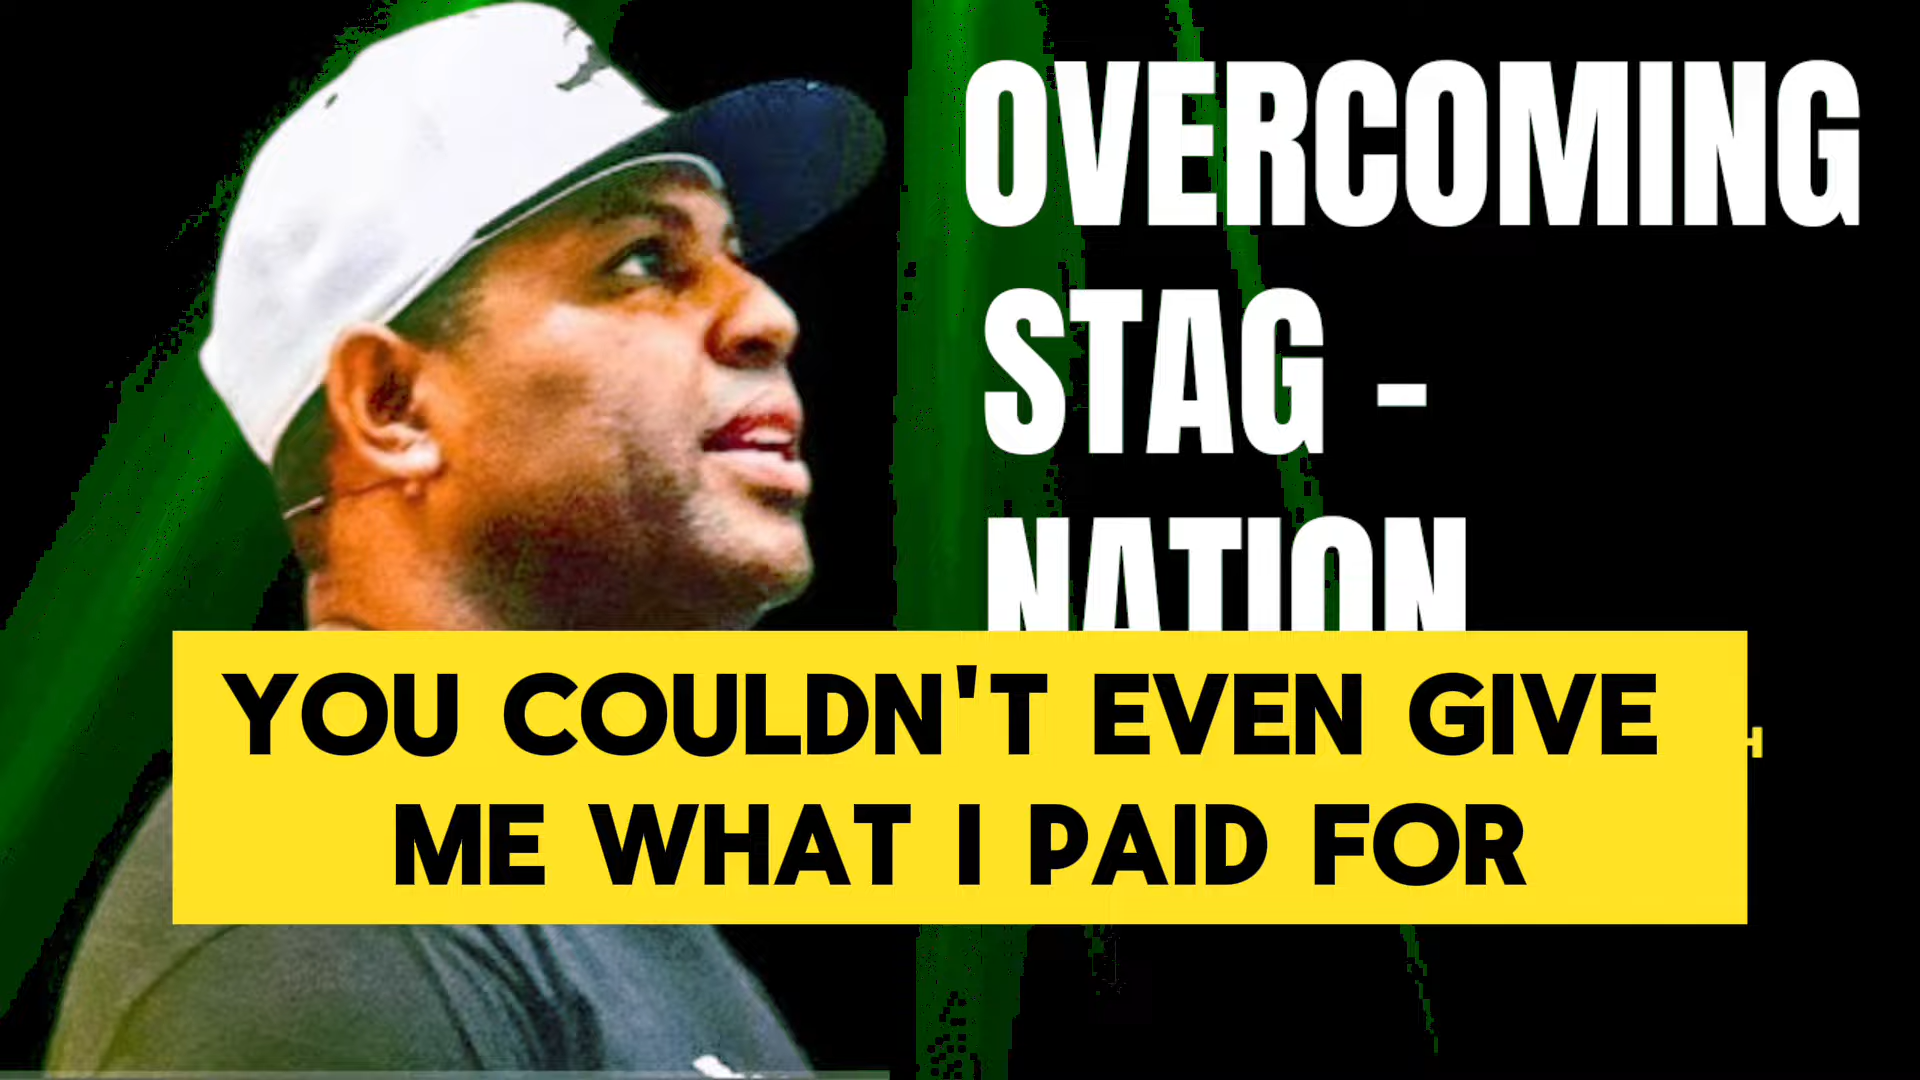 OVERCOMING
STAG -
NATION
YOU COULDN'T EVEN GIVE
ME WHAT I PAID FOR